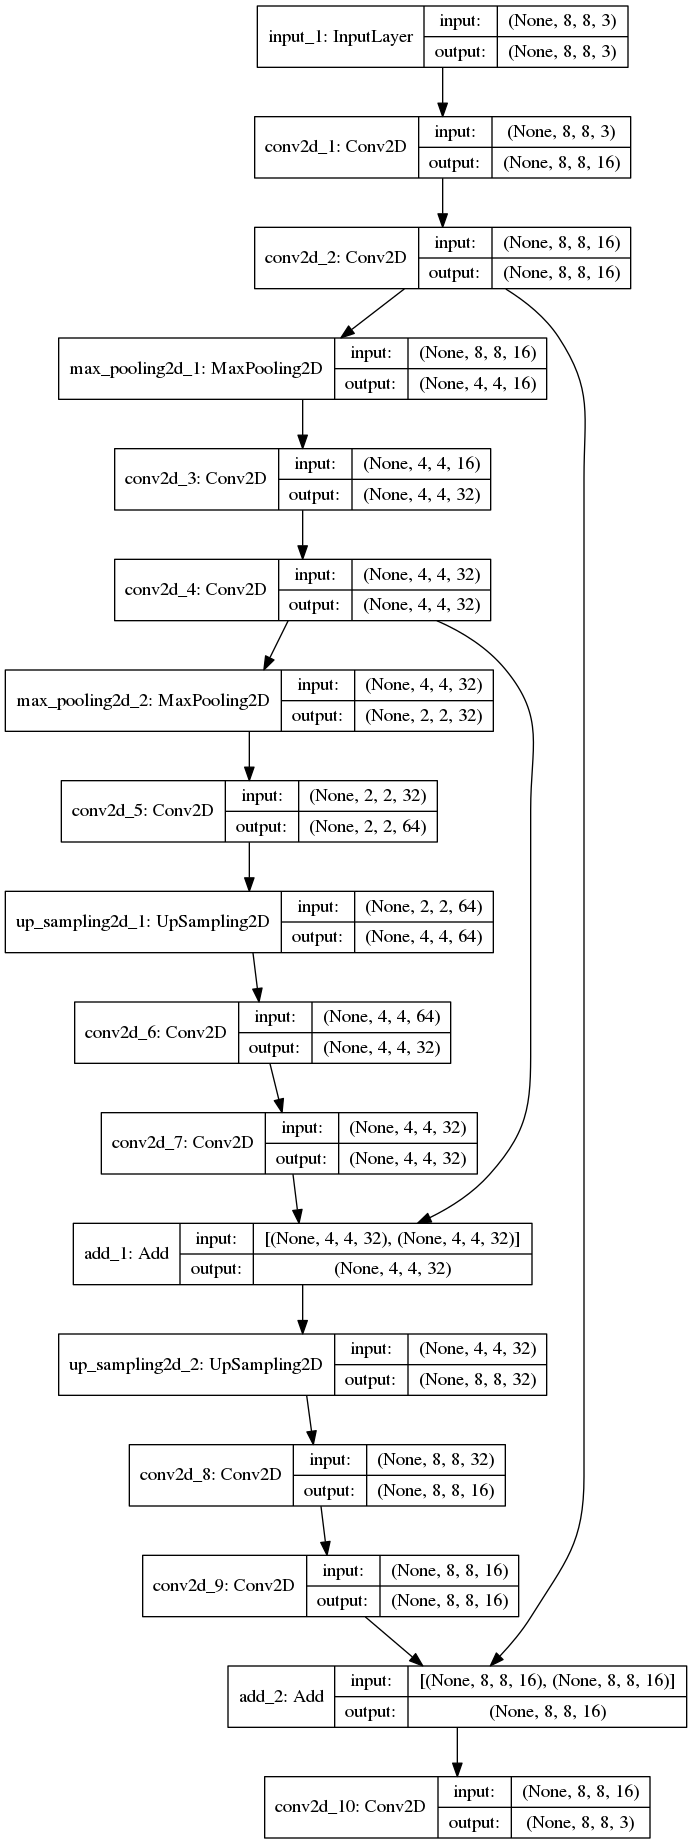 input_1: InputLayer
input: (None, 8, 8, 3)
output: (None, 8, 8, 3)
conv2d_1: Conv2D
input: (None, 8, 8, 3)
output: (None, 8, 8, 16)
conv2d_2: Conv2D
input: (None, 8, 8, 16)
output: (None, 8, 8, 16)
max_pooling2d_1: MaxPooling2D
input: (None, 8, 8, 16)
output: (None, 4, 4, 16)
conv2d_3: Conv2D
input: (None, 4, 4, 16)
output: (None, 4, 4, 32)
conv2d_4: Conv2D
input: (None, 4, 4, 32)
output: (None, 4, 4, 32)
max_pooling2d_2: MaxPooling2D
input: (None, 4, 4, 32)
output: (None, 2, 2, 32)
conv2d_5: Conv2D
input: (None, 2, 2, 32)
output: (None, 2, 2, 64)
up_sampling2d_1: UpSampling2D
input: (None, 2, 2, 64)
output: (None, 4, 4, 64)
conv2d_6: Conv2D
input: (None, 4, 4, 64)
output: (None, 4, 4, 32)
conv2d_7: Conv2D
input: (None, 4, 4, 32)
output: (None, 4, 4, 32)
add_1: Add
input: [(None, 4, 4, 32), (None, 4, 4, 32)]
output: (None, 4, 4, 32)
up_sampling2d_2: UpSampling2D
input: (None, 4, 4, 32)
output: (None, 8, 8, 32)
conv2d_8: Conv2D
input: (None, 8, 8, 32)
output: (None, 8, 8, 16)
conv2d_9: Conv2D
input: (None, 8, 8, 16)
output: (None, 8, 8, 16)
add_2: Add
input: [(None, 8, 8, 16), (None, 8, 8, 16)]
output: (None, 8, 8, 16)
conv2d_10: Conv2D
input: (None, 8, 8, 16)
output: (None, 8, 8, 3)